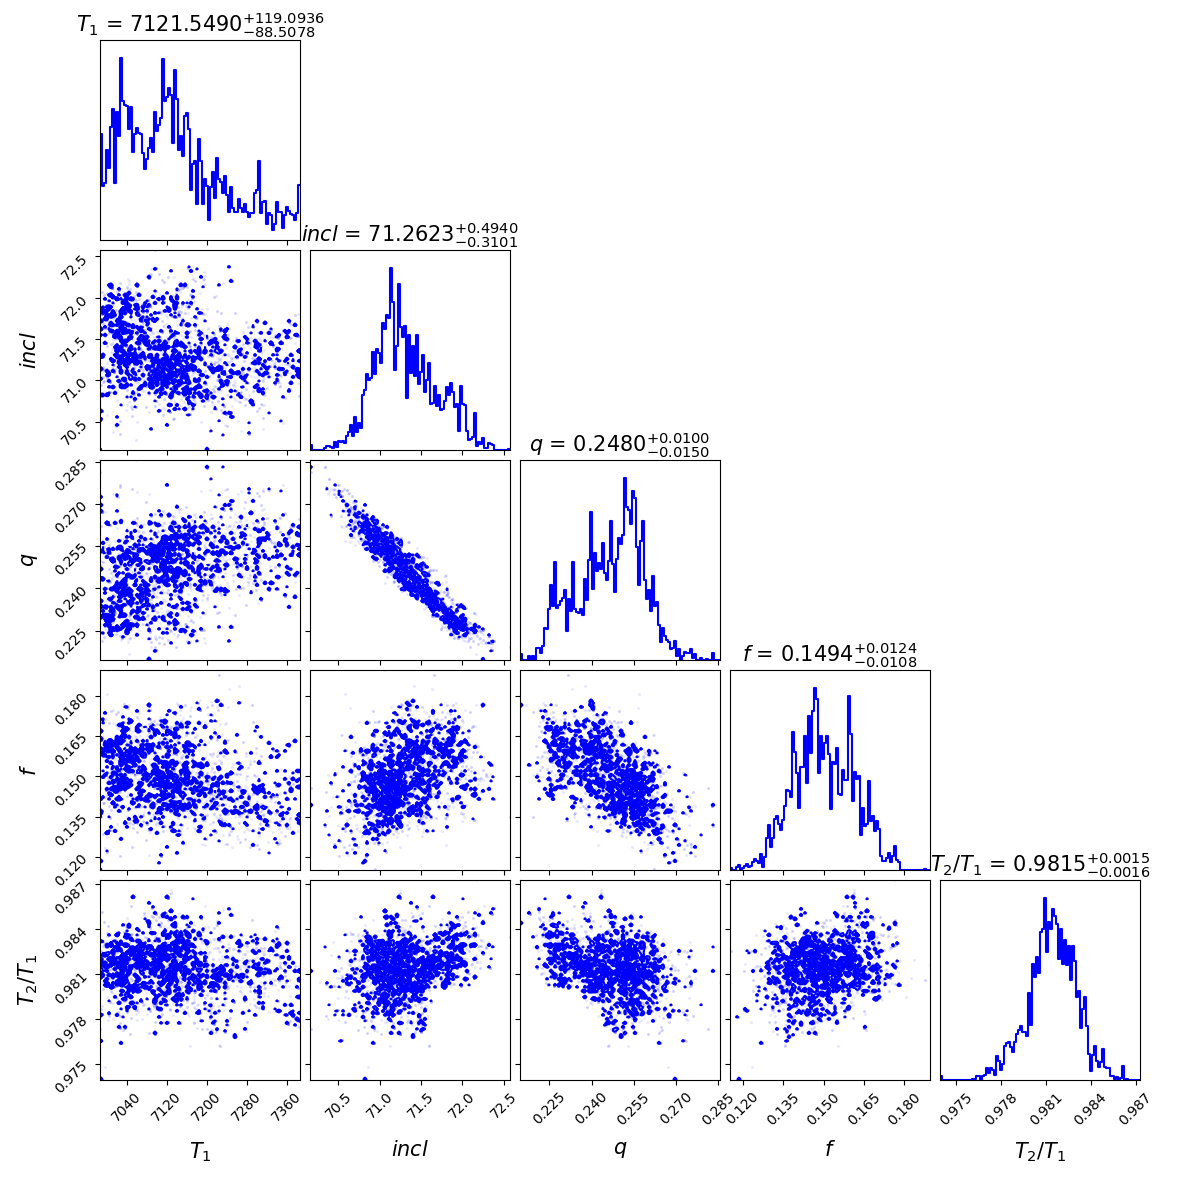 T₁ = 7121.5490+119.0936−88.5078
incl = 71.2623+0.4940−0.3101
72.5
72.0
71.5
71.0
70.5
incl
q = 0.2480+0.0100−0.0150
0.285
0.270
0.255
0.240
0.225
q
f = 0.1494+0.0124−0.0108
0.180
0.165
0.150
0.135
0.120
f
T₂/T₁ = 0.9815+0.0015−0.0016
0.987
0.984
0.981
0.978
0.975
T₂/T₁
7040 7120 7200 7280 7360
70.5 71.0 71.5 72.0 72.5
0.225 0.240 0.255 0.270 0.285
0.120 0.135 0.150 0.165 0.180
0.975 0.978 0.981 0.984 0.987
T₁ incl q f T₂/T₁